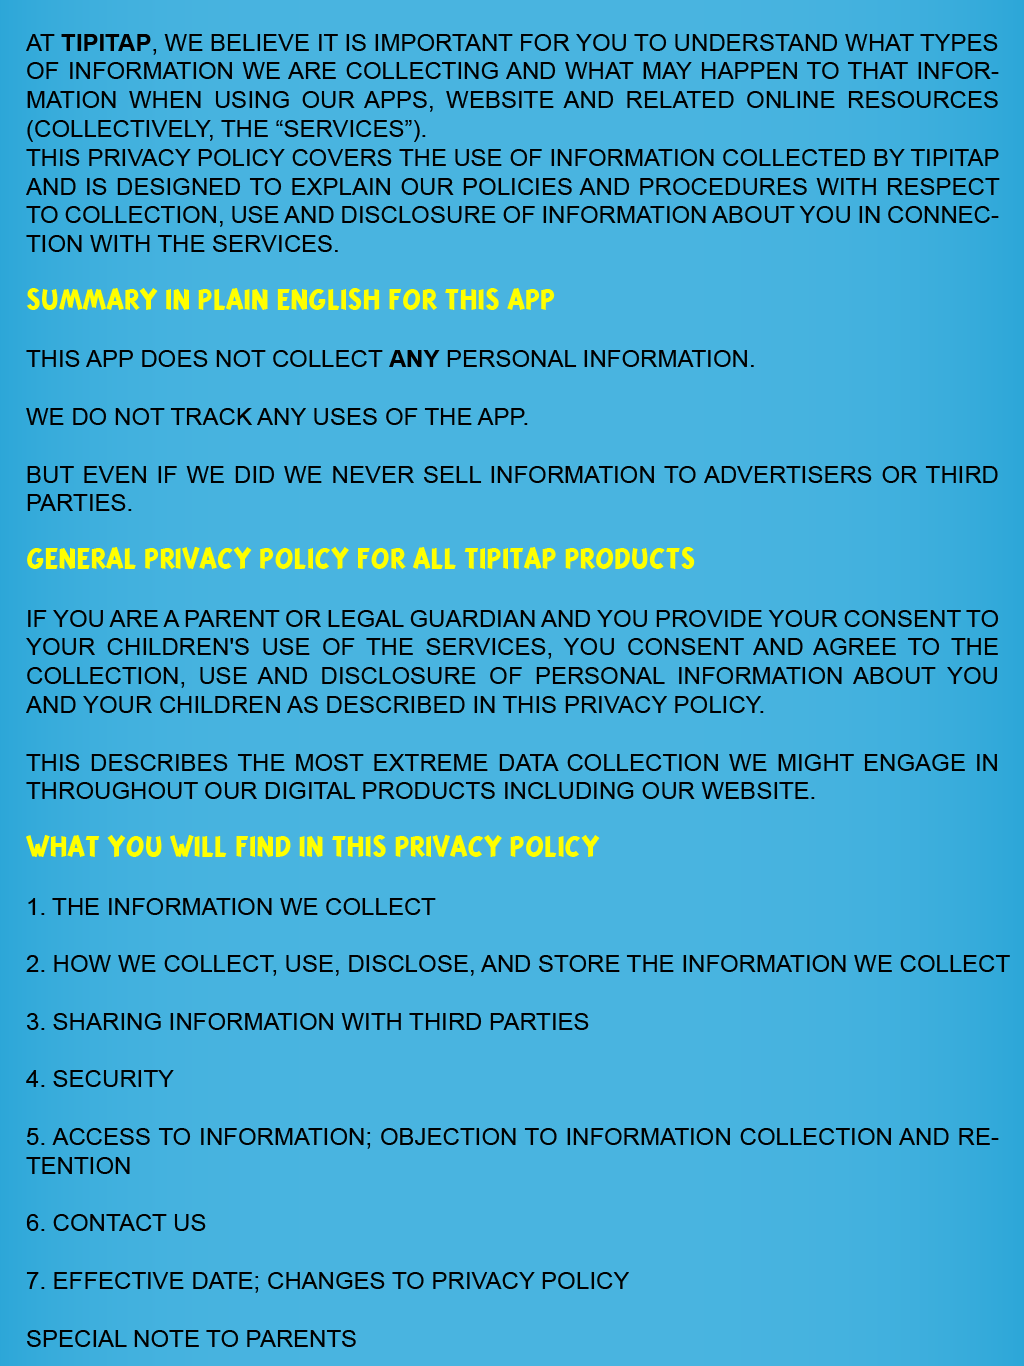 AT TIPITAP, WE BELIEVE IT IS IMPORTANT FOR YOU TO UNDERSTAND WHAT TYPES
OF INFORMATION WE ARE COLLECTING AND WHAT MAY HAPPEN TO THAT INFOR-
MATION WHEN USING OUR APPS, WEBSITE AND RELATED ONLINE RESOURCES
(COLLECTIVELY, THE “SERVICES”).
THIS PRIVACY POLICY COVERS THE USE OF INFORMATION COLLECTED BY TIPITAP
AND IS DESIGNED TO EXPLAIN OUR POLICIES AND PROCEDURES WITH RESPECT
TO COLLECTION, USE AND DISCLOSURE OF INFORMATION ABOUT YOU IN CONNEC-
TION WITH THE SERVICES.
SUMMARY IN PLAIN ENGLISH FOR THIS APP
THIS APP DOES NOT COLLECT ANY PERSONAL INFORMATION.
WE DO NOT TRACK ANY USES OF THE APP.
BUT EVEN IF WE DID WE NEVER SELL INFORMATION TO ADVERTISERS OR THIRD
PARTIES.
GENERAL PRIVACY POLICY FOR ALL TIPITAP PRODUCTS
IF YOU ARE A PARENT OR LEGAL GUARDIAN AND YOU PROVIDE YOUR CONSENT TO
YOUR CHILDREN'S USE OF THE SERVICES, YOU CONSENT AND AGREE TO THE
COLLECTION, USE AND DISCLOSURE OF PERSONAL INFORMATION ABOUT YOU
AND YOUR CHILDREN AS DESCRIBED IN THIS PRIVACY POLICY.
THIS DESCRIBES THE MOST EXTREME DATA COLLECTION WE MIGHT ENGAGE IN
THROUGHOUT OUR DIGITAL PRODUCTS INCLUDING OUR WEBSITE.
WHAT YOU WILL FIND IN THIS PRIVACY POLICY
1. THE INFORMATION WE COLLECT
2. HOW WE COLLECT, USE, DISCLOSE, AND STORE THE INFORMATION WE COLLECT
3. SHARING INFORMATION WITH THIRD PARTIES
4. SECURITY
5. ACCESS TO INFORMATION; OBJECTION TO INFORMATION COLLECTION AND RE-
TENTION
6. CONTACT US
7. EFFECTIVE DATE; CHANGES TO PRIVACY POLICY
SPECIAL NOTE TO PARENTS